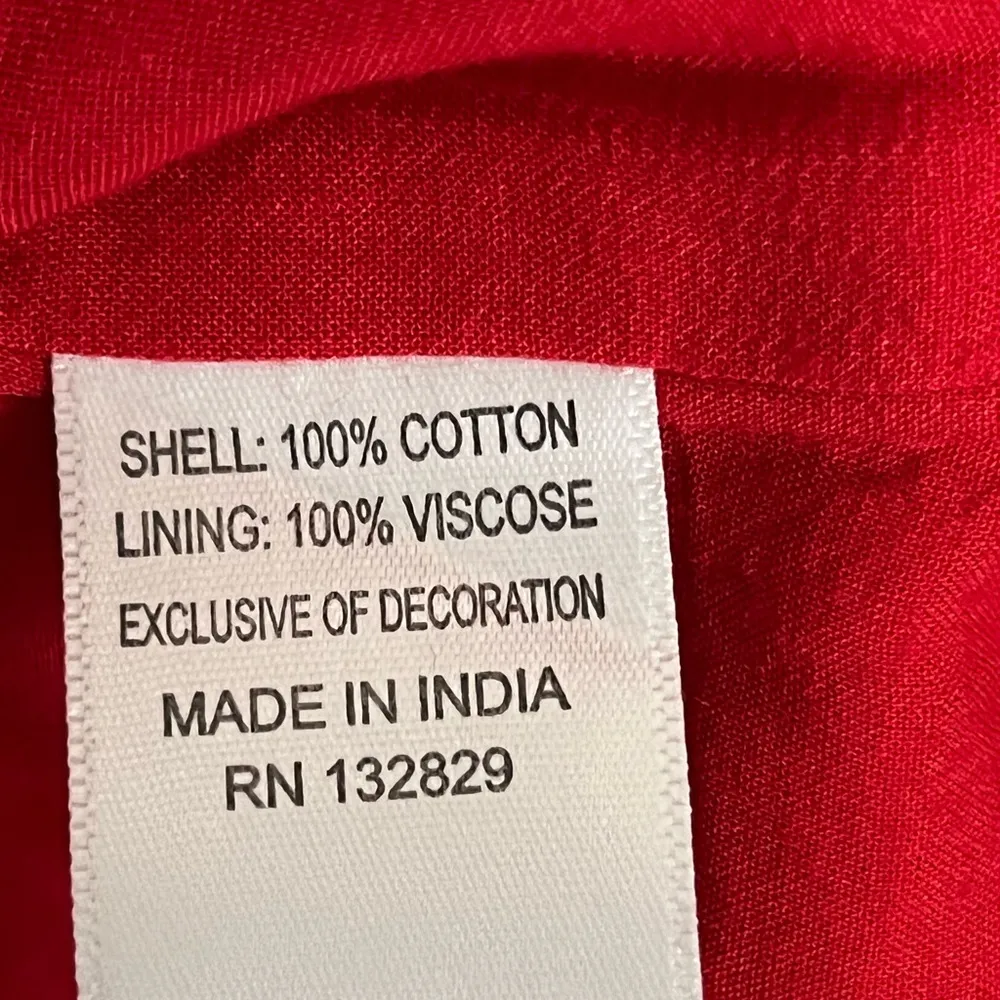 SHELL: 100% COTTON
LINING: 100% VISCOSE
EXCLUSIVE OF DECORATION
MADE IN INDIA
RN 132829